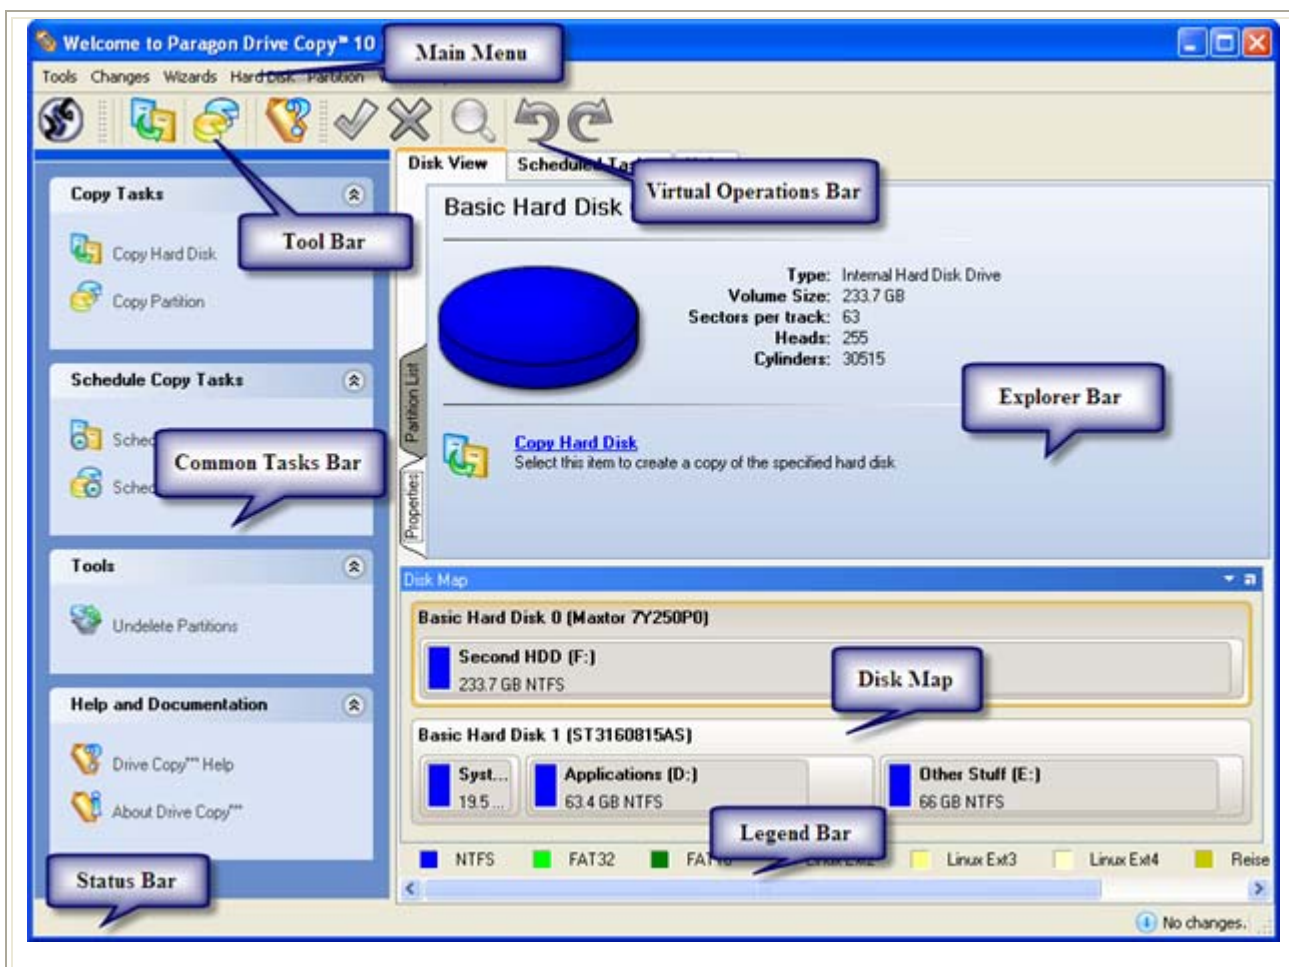 Welcome to Paragon Drive Copy™ 10
Main Menu
Tools Changes Wizards Hard Disk Partition
Disk View Scheduled
Virtual Operations Bar
Copy Tasks
Tool Bar
Copy Hard Disk
Copy Partition
Basic Hard Disk
Type: Internal Hard Disk Drive
Volume Size: 233.7 GB
Sectors per track: 63
Heads: 255
Cylinders: 30515
Partition List
Properties
Explorer Bar
Copy Hard Disk
Select this item to create a copy of the specified hard disk
Schedule Copy Tasks
Sched
Common Tasks Bar
Sched
Tools
Undelete Partitions
Help and Documentation
Drive Copy™ Help
About Drive Copy™
Disk Map
Basic Hard Disk 0 (Maxtor 7Y250P0)
Second HDD (F:)
233.7 GB NTFS
Disk Map
Basic Hard Disk 1 (ST3160815AS)
Syst... Applications (D:) Other Stuff (E:)
19.5 ... 63.4 GB NTFS 66 GB NTFS
Legend Bar
NTFS FAT32 Linux Ext3 Linux Ext4 Reise
Status Bar
No changes.